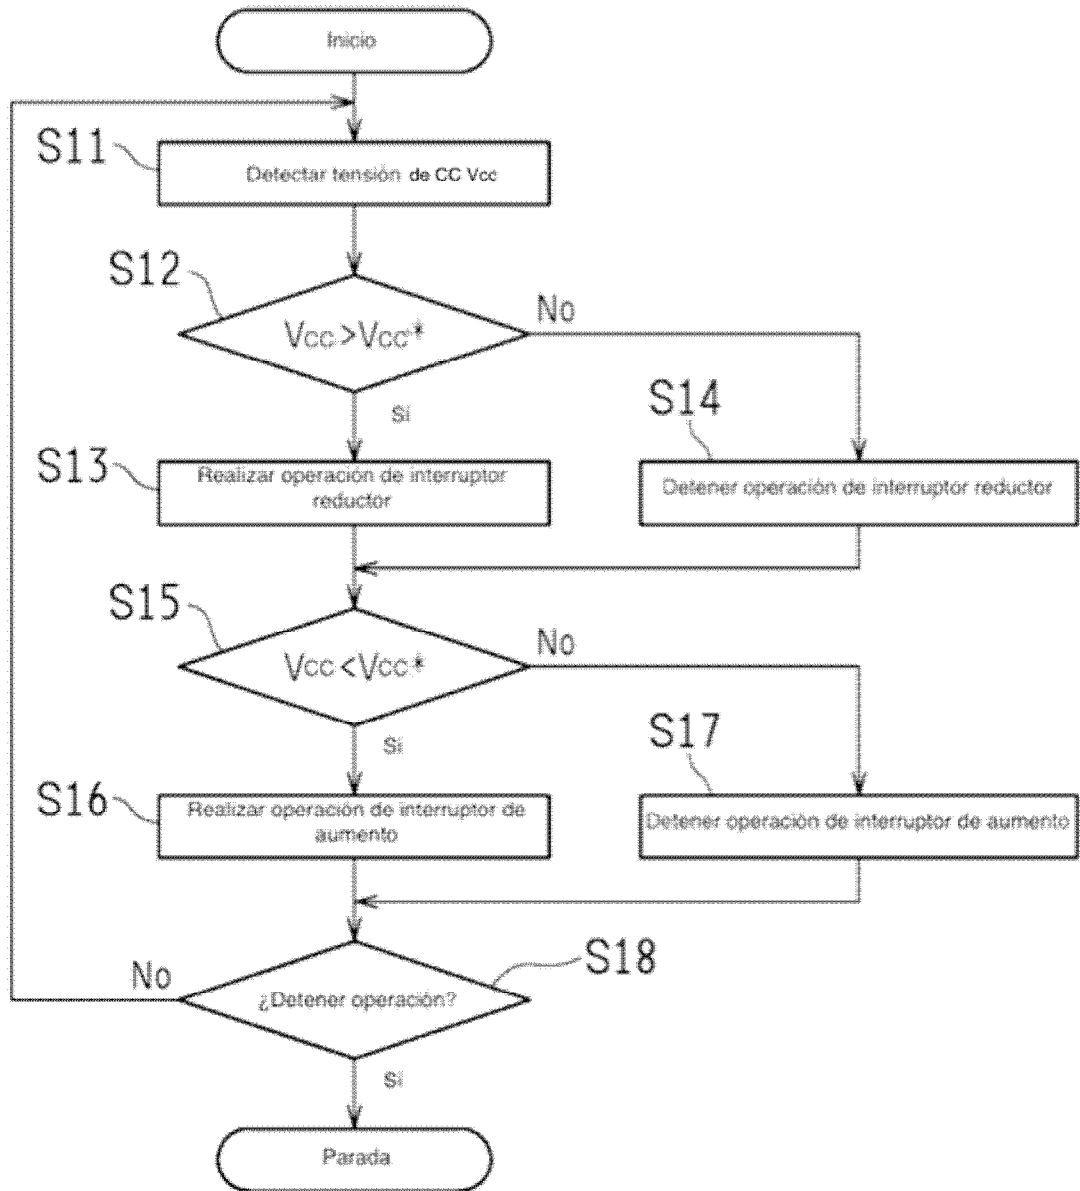 Inicio
S11
Detectar tensión de CC Vcc
S12
Vcc>Vcc*
No
Sí
S13
Realizar operación de interruptor
reductor
S14
Detener operación de interruptor reductor
S15
Vcc<Vcc*
No
Sí
S16
Realizar operación de interruptor de
aumento
S17
Detener operación de interruptor de aumento
S18
¿Detener operación?
No
Sí
Parada